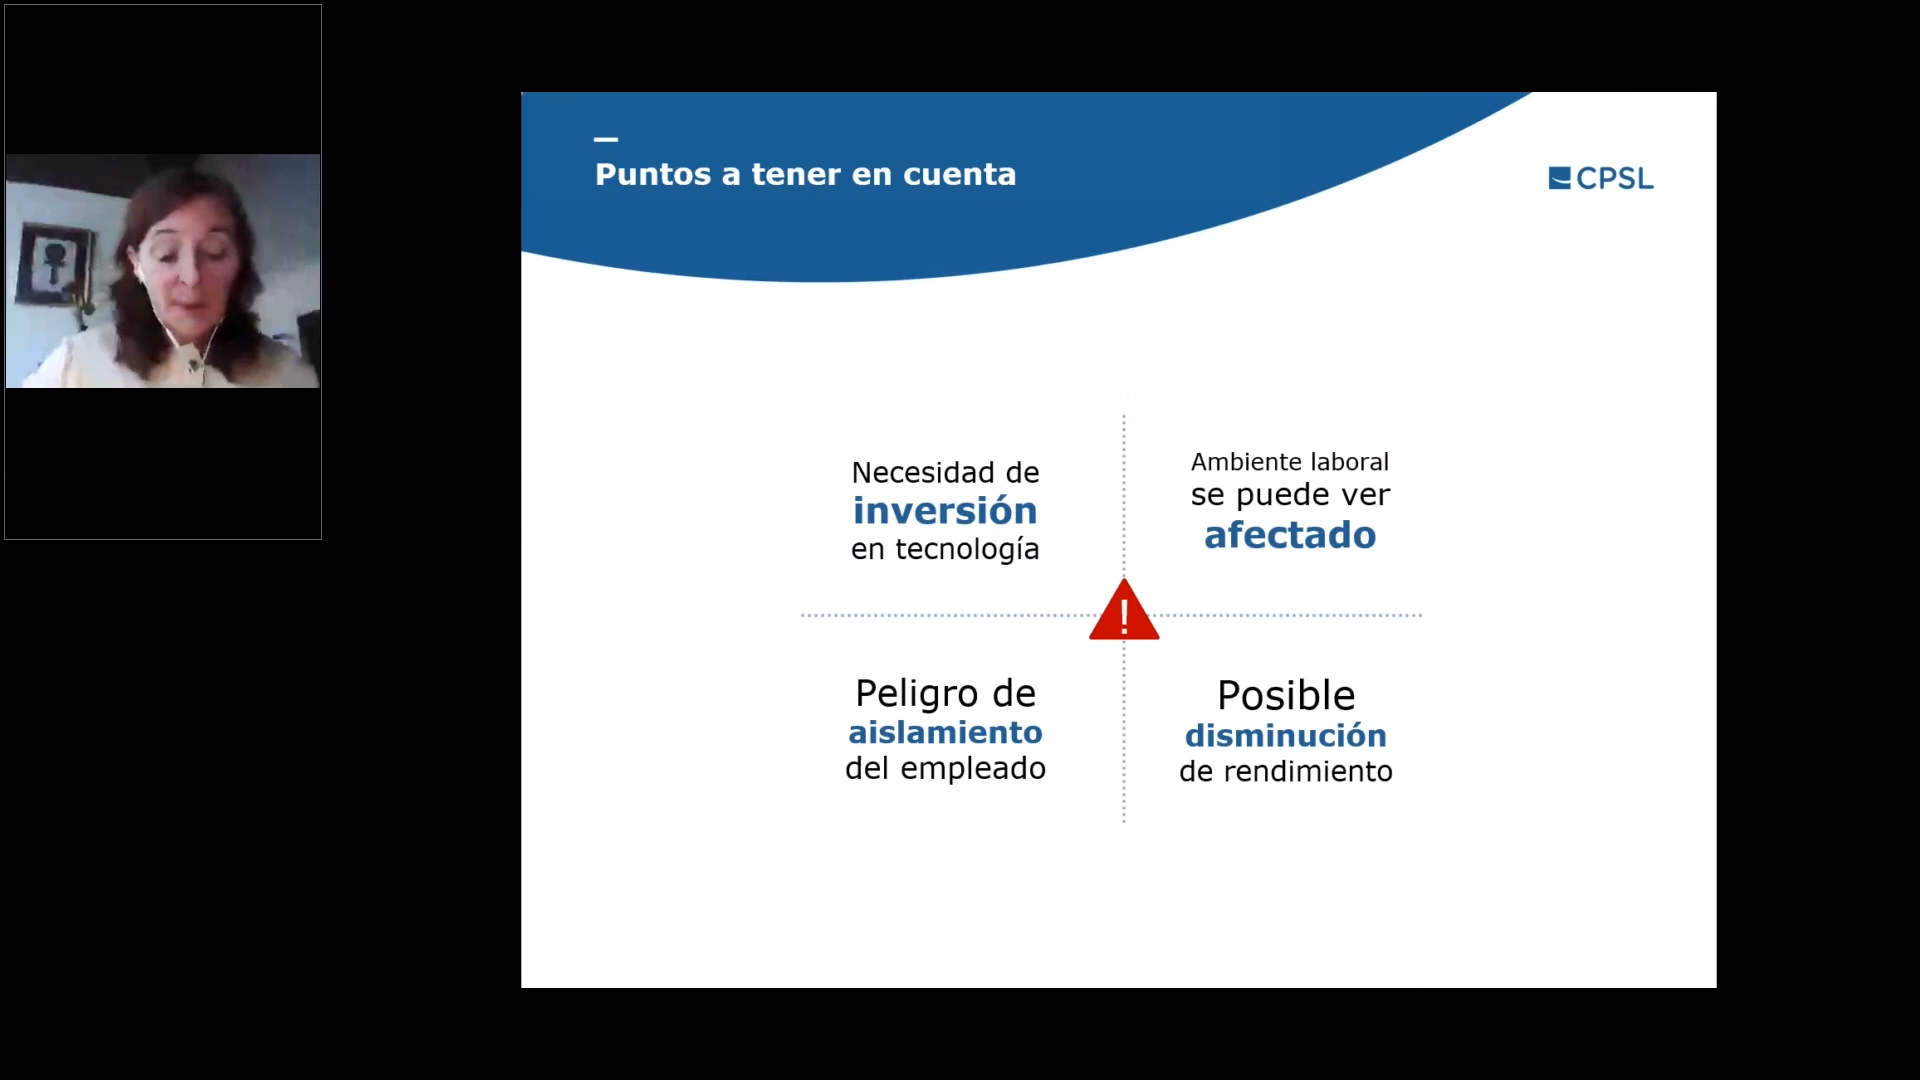 Puntos a tener en cuenta
CPSL
Necesidad de
inversión
en tecnología
Ambiente laboral
se puede ver
afectado
!
Peligro de
aislamiento
del empleado
Posible
disminución
de rendimiento